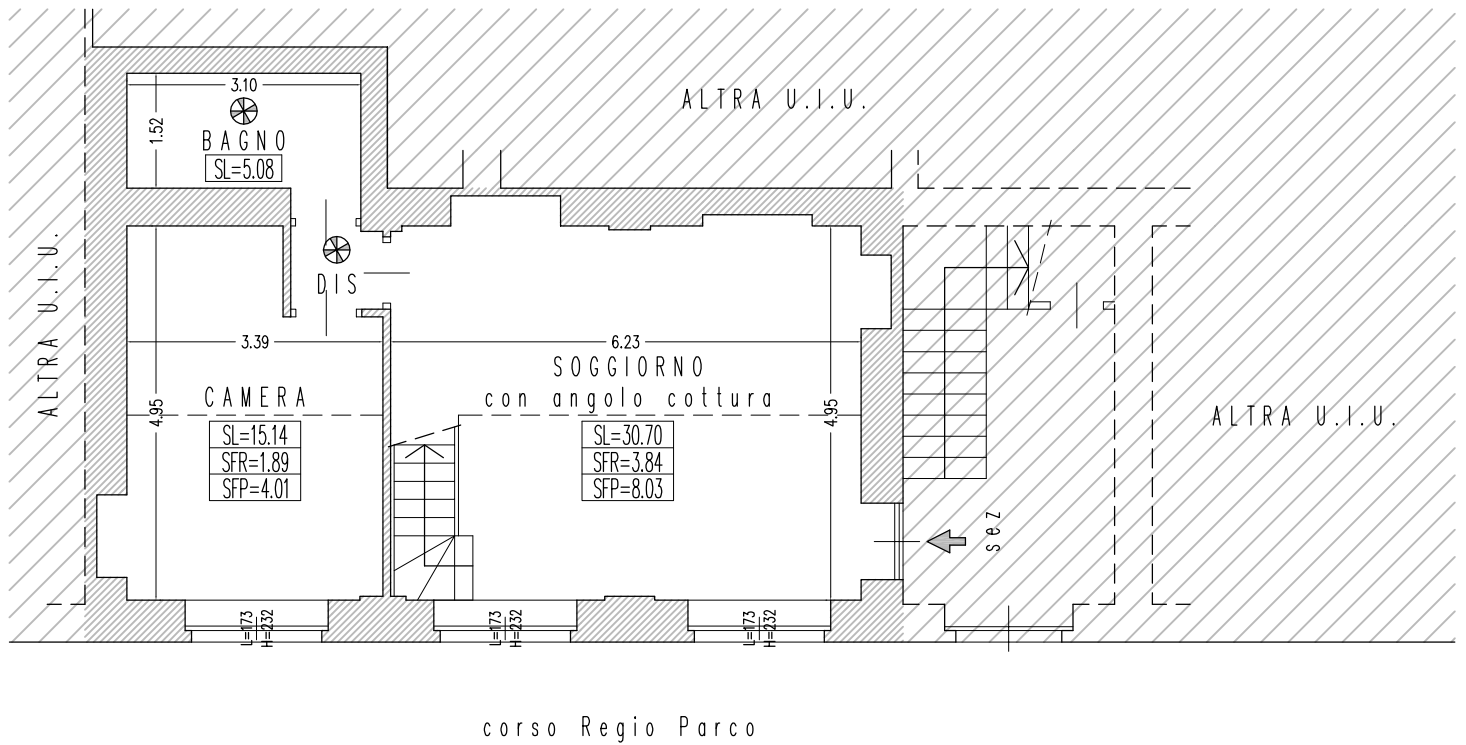 3.10
ALTRA U.I.U.
1.52
BAGNO
SL=5.08
ALTRA U.I.U.
DIS
3.39
6.23
SOGGIORNO
con angolo cottura
CAMERA
4.95
4.95
ALTRA U.I.U.
SL=15.14
SFR=1.89
SFP=4.01
SL=30.70
SFR=3.84
SFP=8.03
sez
L=173
H=232
L=173
H=232
L=173
H=232
corso Regio Parco